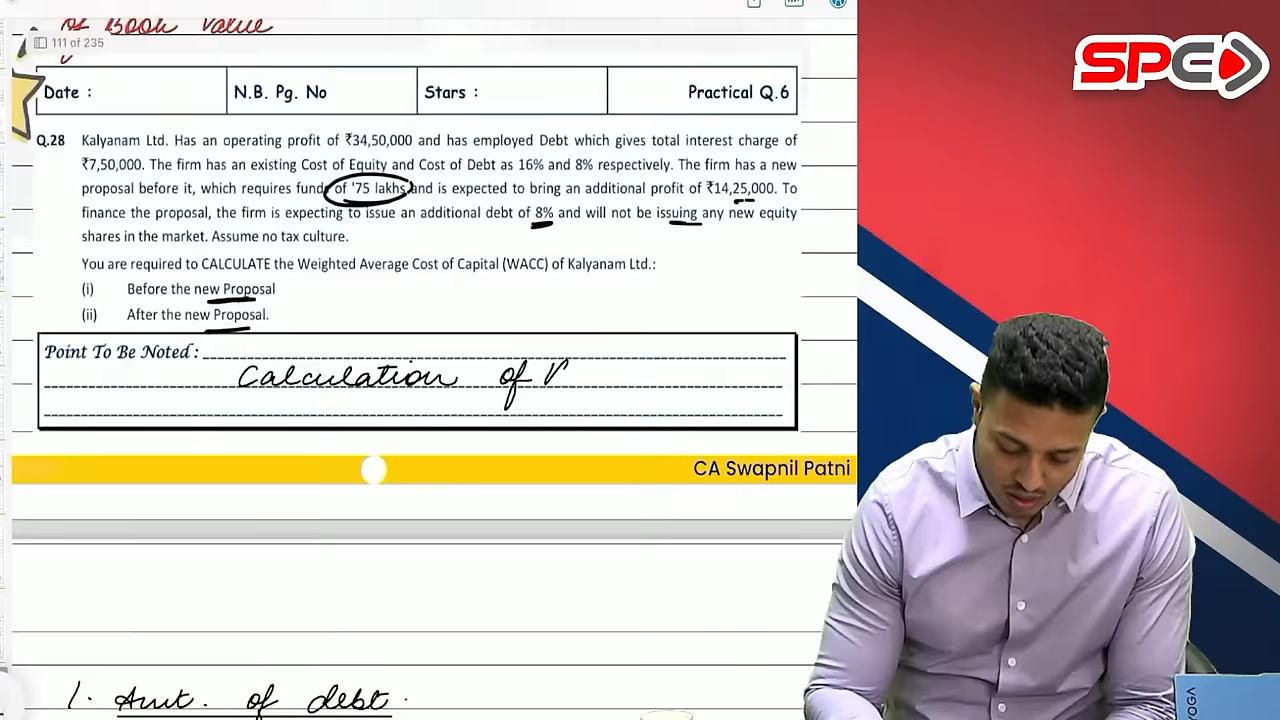 of Book Value
111 of 235
SPC
Date :
N.B. Pg. No
Stars :
Practical Q.6
Q.28 Kalyanam Ltd. Has an operating profit of ₹34,50,000 and has employed Debt which gives total interest charge of
₹7,50,000. The firm has an existing Cost of Equity and Cost of Debt as 16% and 8% respectively. The firm has a new
proposal before it, which requires funds of '75 lakhs and is expected to bring an additional profit of ₹14,25,000. To
finance the proposal, the firm is expecting to issue an additional debt of 8% and will not be issuing any new equity
shares in the market. Assume no tax culture.
You are required to CALCULATE the Weighted Average Cost of Capital (WACC) of Kalyanam Ltd.:
(i) Before the new Proposal
(ii) After the new Proposal.
Point To Be Noted :
Calculation of V
CA Swapnil Patni
1. Amt. of debt.
YOGA